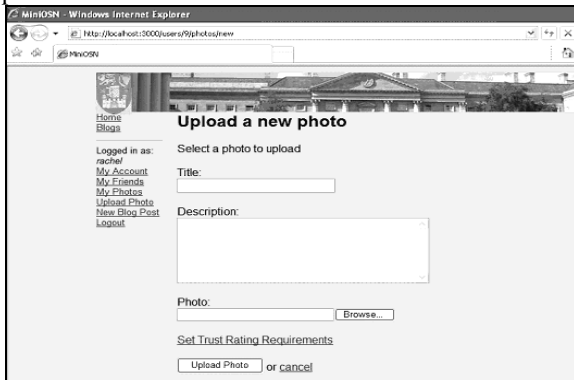 MiniOSN - Windows Internet Explorer
http://localhost:3000/users/9/photos/new
MiniOSN
Home
Blogs
Logged in as:
rachel
My Account
My Friends
My Photos
Upload Photo
New Blog Post
Logout
Upload a new photo
Select a photo to upload
Title:
Description:
Photo:
Browse...
Set Trust Rating Requirements
Upload Photo or cancel